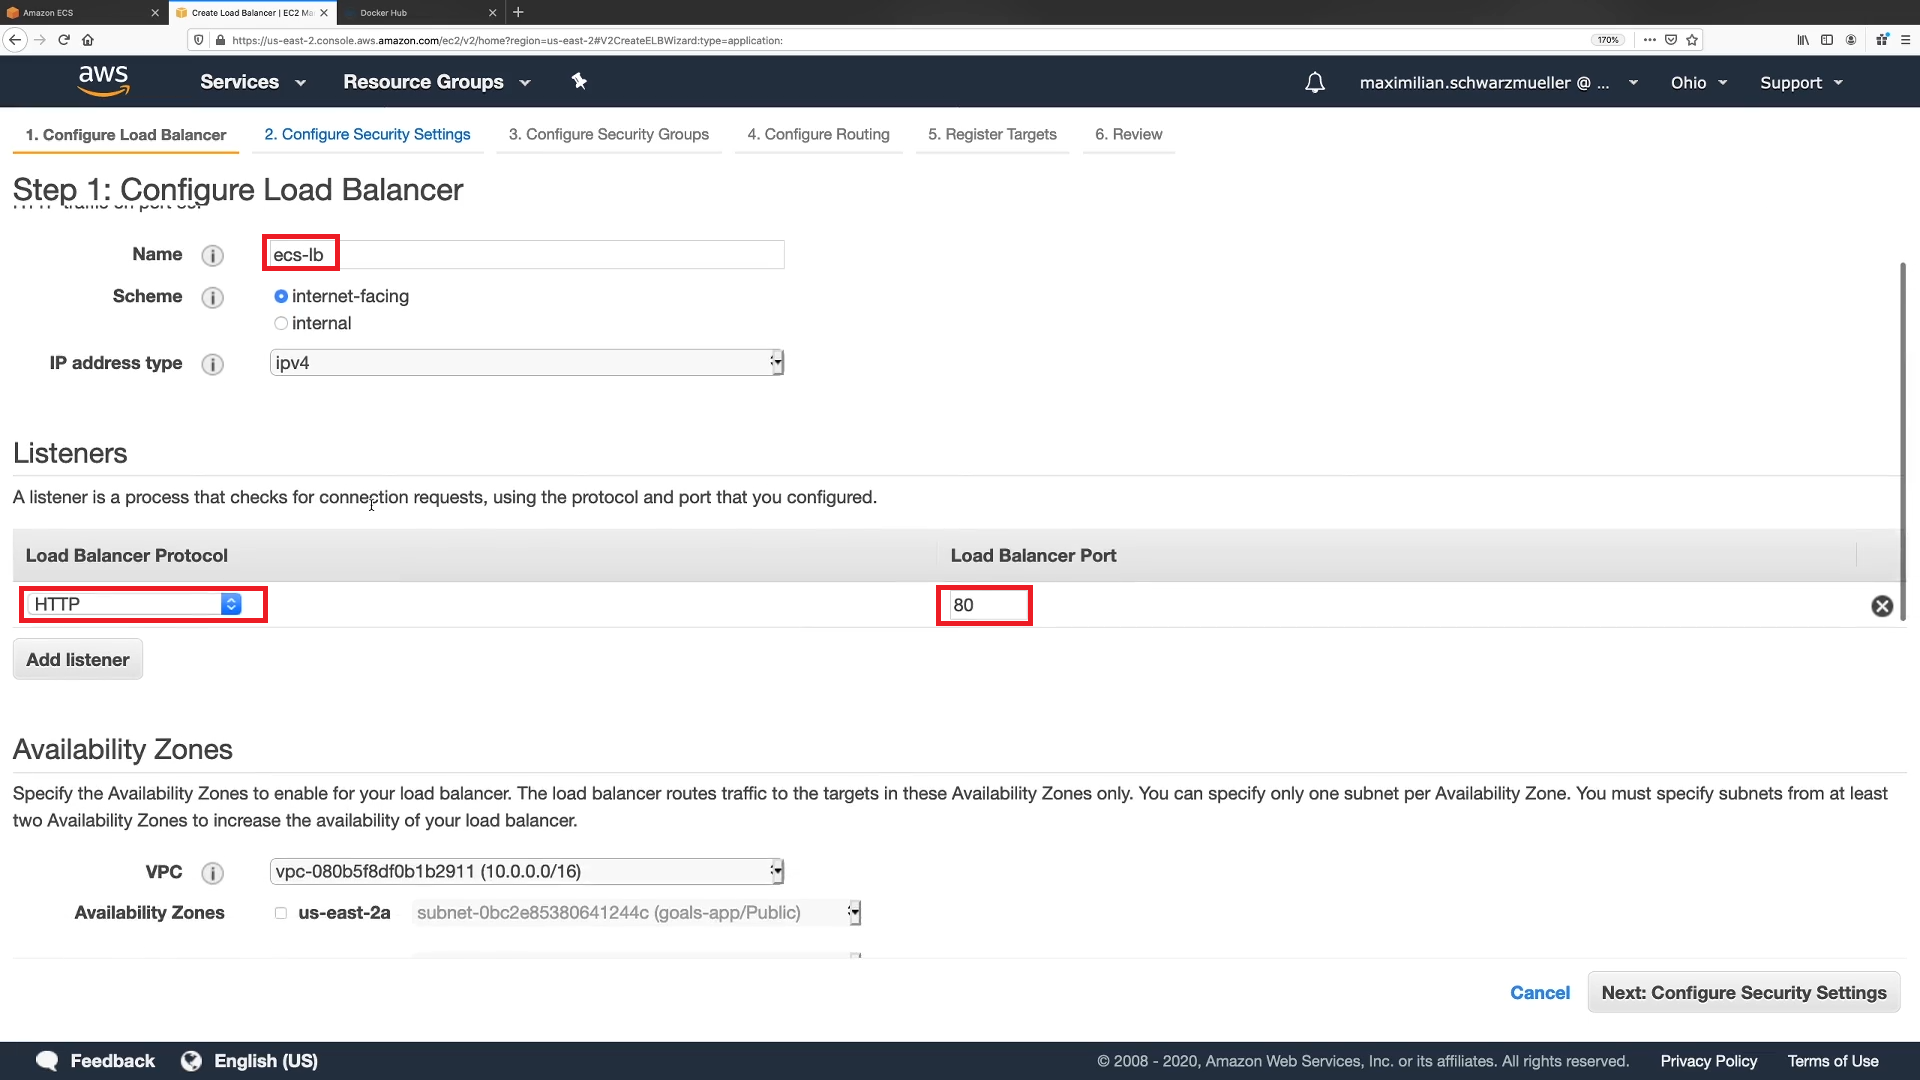 Amazon ECS
Create Load Balancer | EC2 Ma
Docker Hub
https://us-east-2.console.aws.amazon.com/ec2/v2/home?region=us-east-2#V2CreateELBWizard:type=application:
170%
aws
Services
Resource Groups
maximilian.schwarzmueller @ ...
Ohio
Support
1. Configure Load Balancer
2. Configure Security Settings
3. Configure Security Groups
4. Configure Routing
5. Register Targets
6. Review
Step 1: Configure Load Balancer
HTTP traffic on port 80.
Name
ecs-lb
Scheme
internet-facing
internal
IP address type
ipv4
Listeners
A listener is a process that checks for connection requests, using the protocol and port that you configured.
Load Balancer Protocol
Load Balancer Port
HTTP
80
Add listener
Availability Zones
Specify the Availability Zones to enable for your load balancer. The load balancer routes traffic to the targets in these Availability Zones only. You can specify only one subnet per Availability Zone. You must specify subnets from at least
two Availability Zones to increase the availability of your load balancer.
VPC
vpc-080b5f8df0b1b2911 (10.0.0.0/16)
Availability Zones
us-east-2a
subnet-0bc2e85380641244c (goals-app/Public)
Cancel
Next: Configure Security Settings
Feedback
English (US)
© 2008 - 2020, Amazon Web Services, Inc. or its affiliates. All rights reserved.
Privacy Policy
Terms of Use